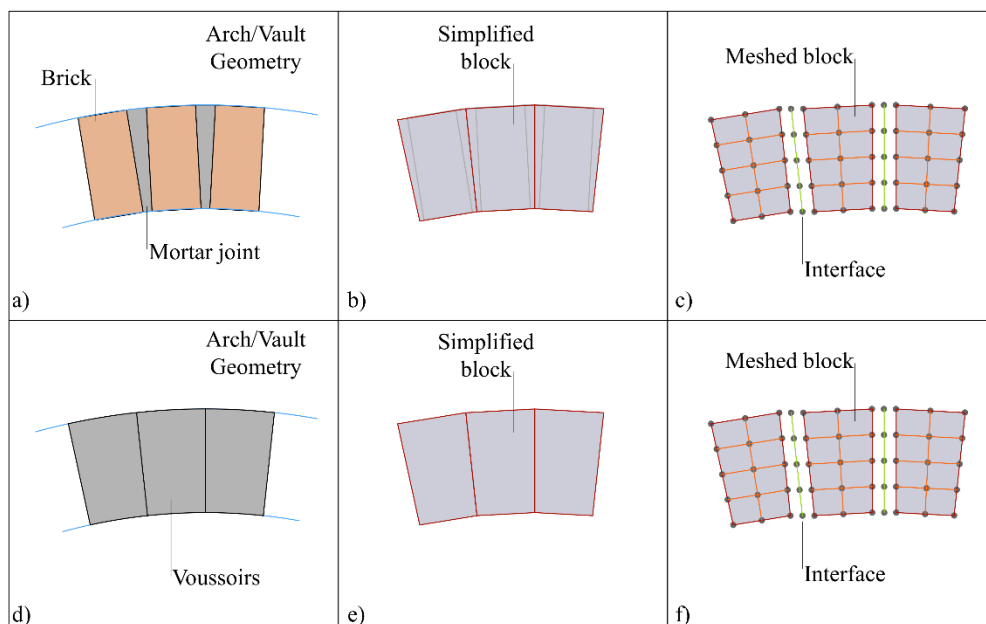 Arch/Vault
Geometry
Brick
Mortar joint
a)
Simplified
block
b)
Meshed block
Interface
c)
Arch/Vault
Geometry
Voussoirs
d)
Simplified
block
e)
Meshed block
Interface
f)